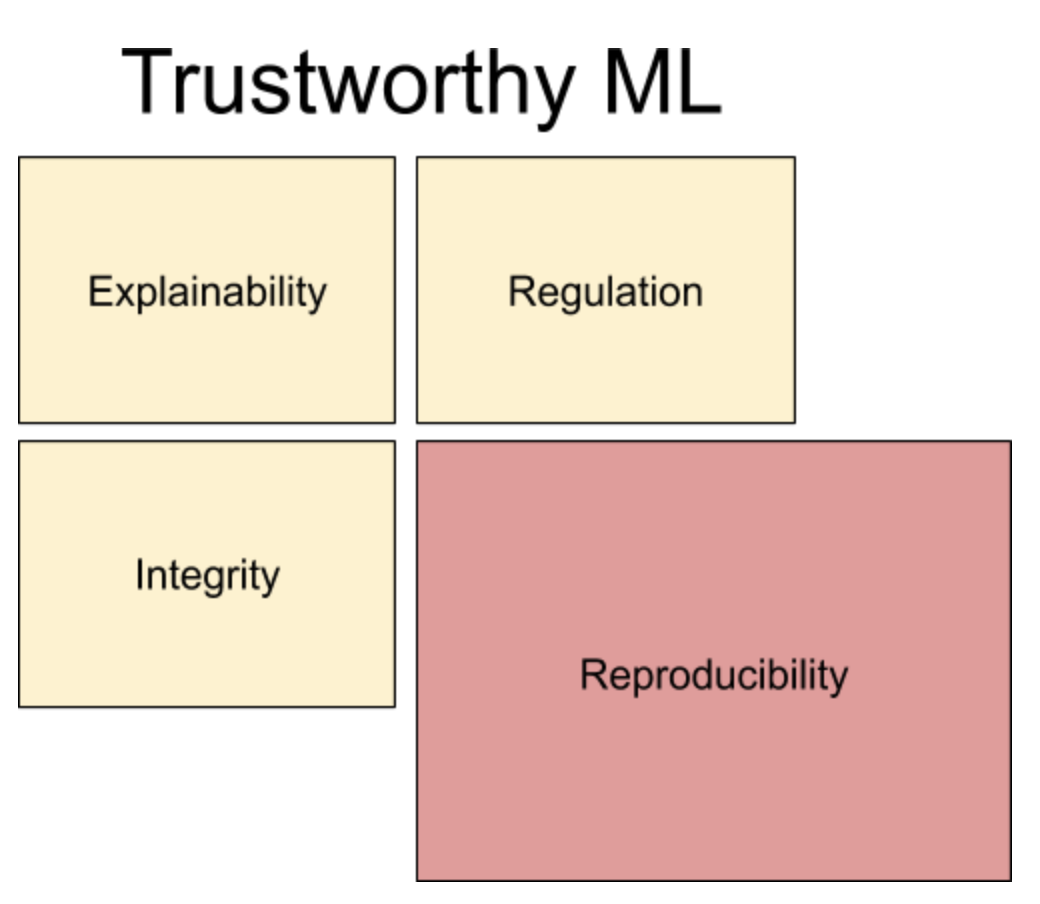 Trustworthy ML
Explainability
Regulation
Integrity
Reproducibility